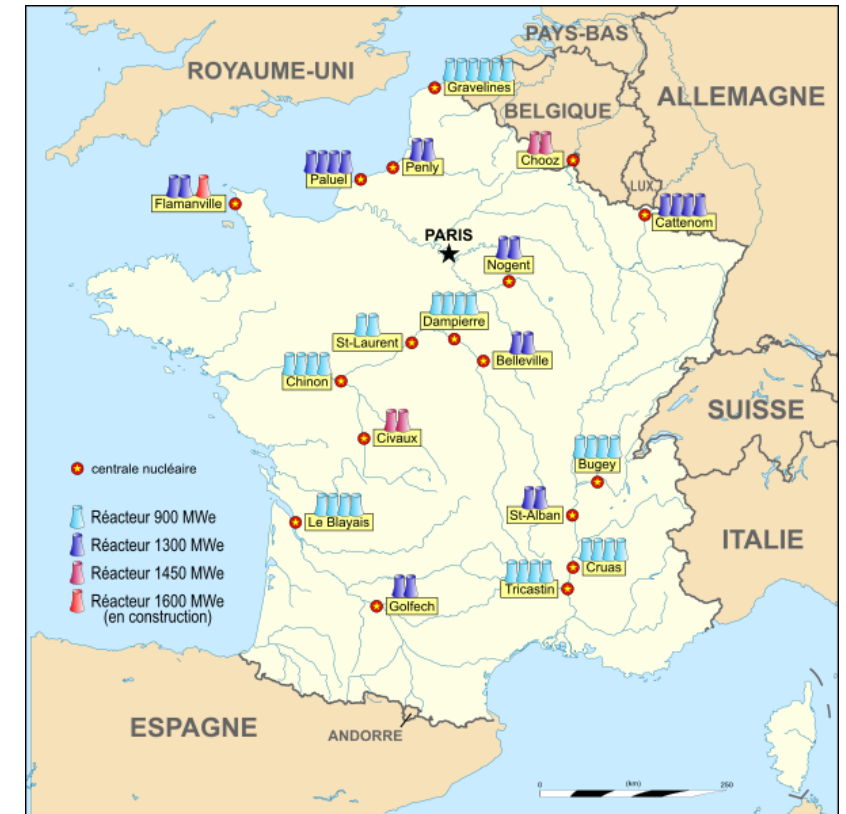 PAYS-BAS
ROYAUME-UNI
Gravelines
ALLEMAGNE
BELGIQUE
Penly
Chooz
Paluel
LUX.
Flamanville
Cattenom
PARIS
Nogent
Dampierre
St-Laurent
Belleville
Chinon
SUISSE
Civaux
centrale nucléaire
Bugey
Réacteur 900 MWe
Le Blayais
St-Alban
Réacteur 1300 MWe
ITALIE
Réacteur 1450 MWe
Cruas
Tricastin
Réacteur 1600 MWe
(en construction)
Golfech
ESPAGNE
ANDORRE
0 (km) 250